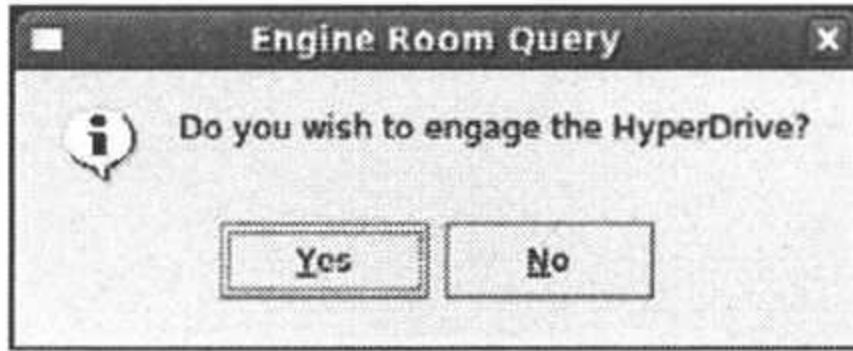 Engine Room Query
Do you wish to engage the HyperDrive?
Yes
No